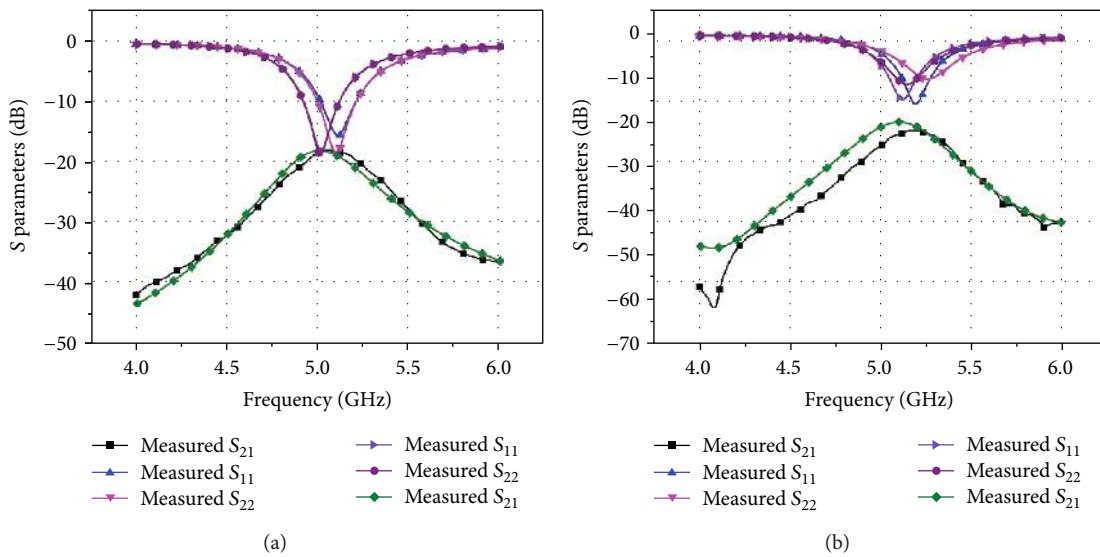 S parameters (dB)
0
−10
−20
−30
−40
−50
4.0
4.5
5.0
5.5
6.0
Frequency (GHz)
Measured S21
Measured S11
Measured S22
Measured S11
Measured S22
Measured S21
(a)
S parameters (dB)
0
−10
−20
−30
−40
−50
−60
−70
4.0
4.5
5.0
5.5
6.0
Frequency (GHz)
Measured S21
Measured S11
Measured S22
Measured S11
Measured S22
Measured S21
(b)